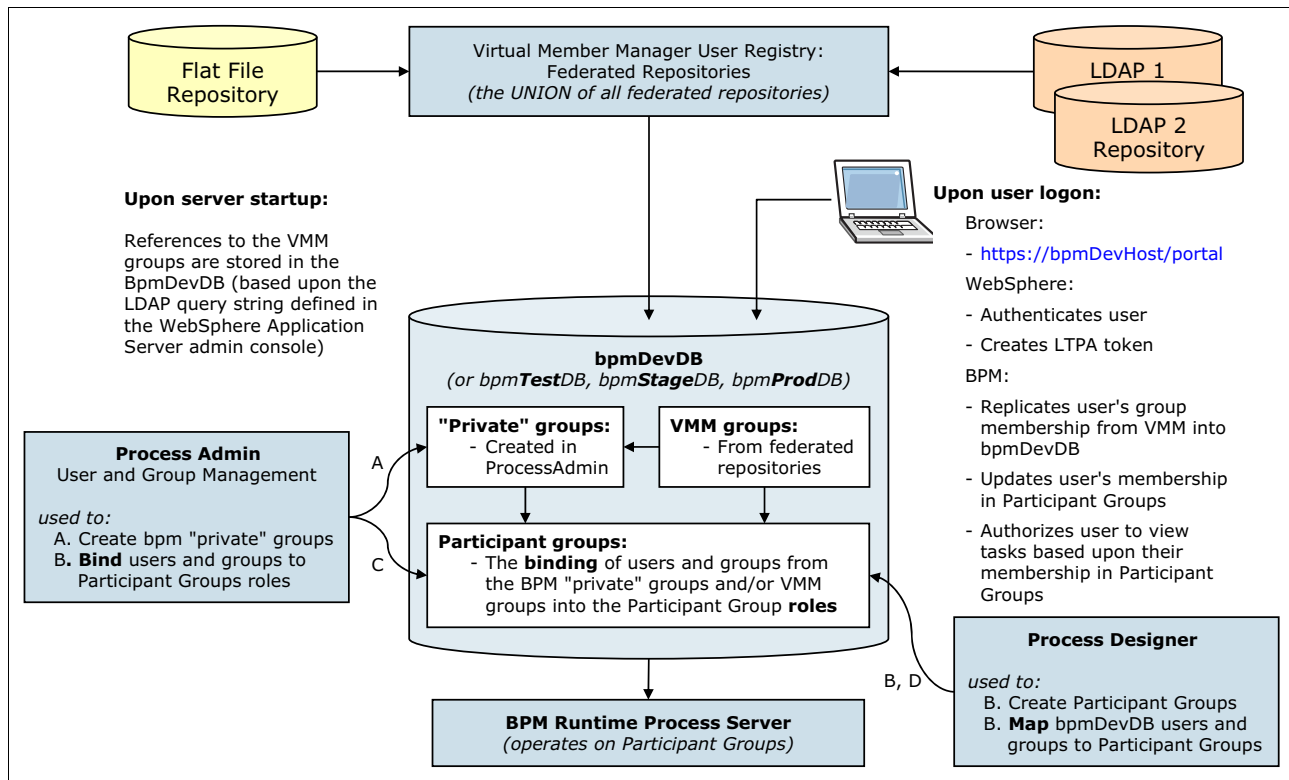 Flat File
Repository
Virtual Member Manager User Registry:
Federated Repositories
(the UNION of all federated repositories)
LDAP 1
LDAP 2
Repository
Upon server startup:
References to the VMM
groups are stored in the
BpmDevDB (based upon the
LDAP query string defined in
the WebSphere Application
Server admin console)
Upon user logon:
Browser:
- https://bpmDevHost/portal
WebSphere:
- Authenticates user
- Creates LTPA token
BPM:
- Replicates user's group
membership from VMM into
bpmDevDB
- Updates user's membership
in Participant Groups
- Authorizes user to view
tasks based upon their
membership in Participant
Groups
bpmDevDB
(or bpmTestDB, bpmStageDB, bpmProdDB)
"Private" groups:
- Created in
ProcessAdmin
VMM groups:
- From federated
repositories
Participant groups:
- The binding of users and groups from
the BPM "private" groups and/or VMM
groups into the Participant Group roles
Process Admin
User and Group Management
used to:
A. Create bpm "private" groups
B. Bind users and groups to
Participant Groups roles
A
C
B, D
Process Designer
used to:
B. Create Participant Groups
B. Map bpmDevDB users and
groups to Participant Groups
BPM Runtime Process Server
(operates on Participant Groups)